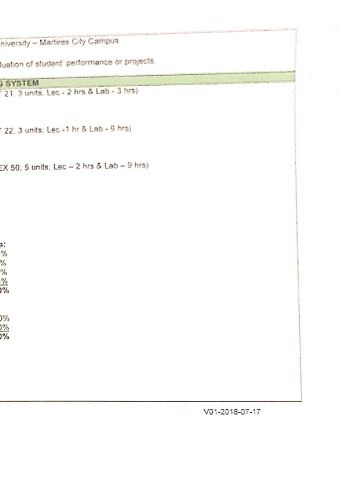 niversity – Martires City Campus
luation of student' performance or projects.
G SYSTEM
T 21, 3 units, Lec - 2 hrs & Lab - 3 hrs)
T 22, 3 units, Lec -1 hr & Lab - 6 hrs)
EX 50, 5 units, Lec – 2 hrs & Lab – 9 hrs)
s:
%
%
%
%
0%
0%
0%
0%
V01-2018-07-17